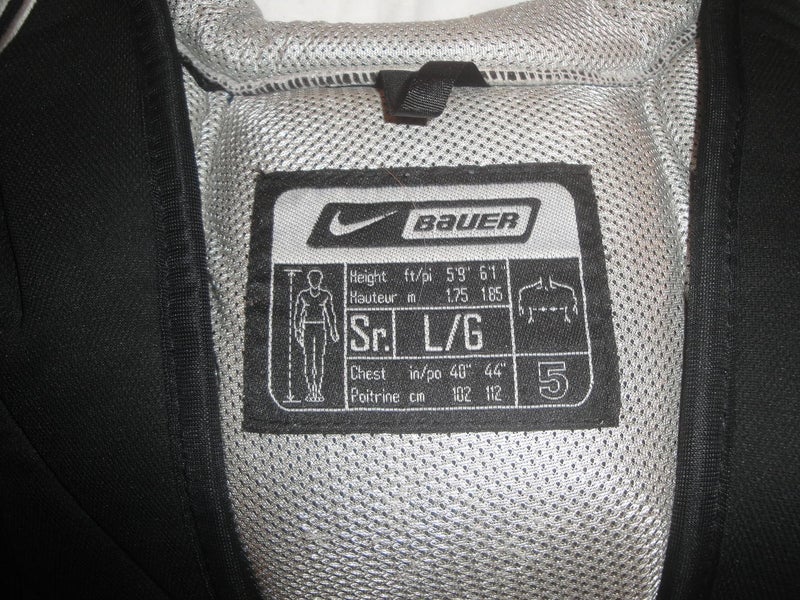 BaUER
Height ft/pi 5'9" 6'1"
Hauteur m 1.75 1.85
Sr. L/G
Chest in/po 40" 44"
Poitrine cm 102 112
5